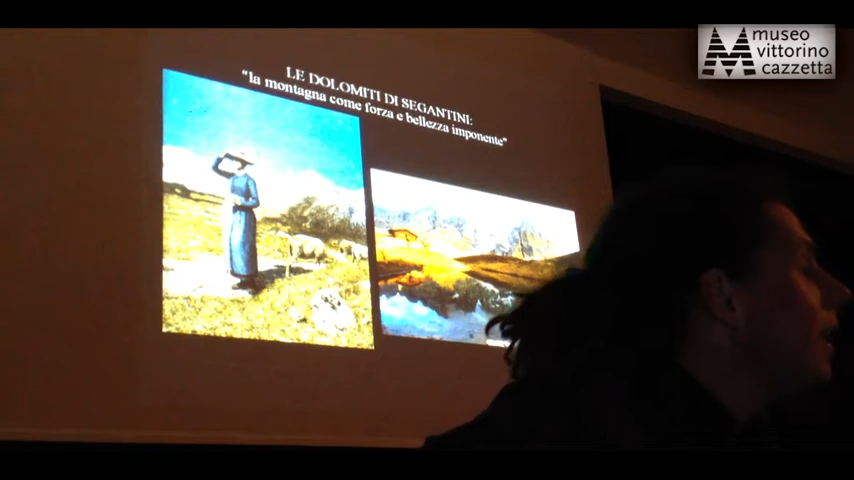 LE DOLOMITI DI SEGANTINI:
"la montagna come forza e bellezza imponente"
museo
vittorino
cazzetta